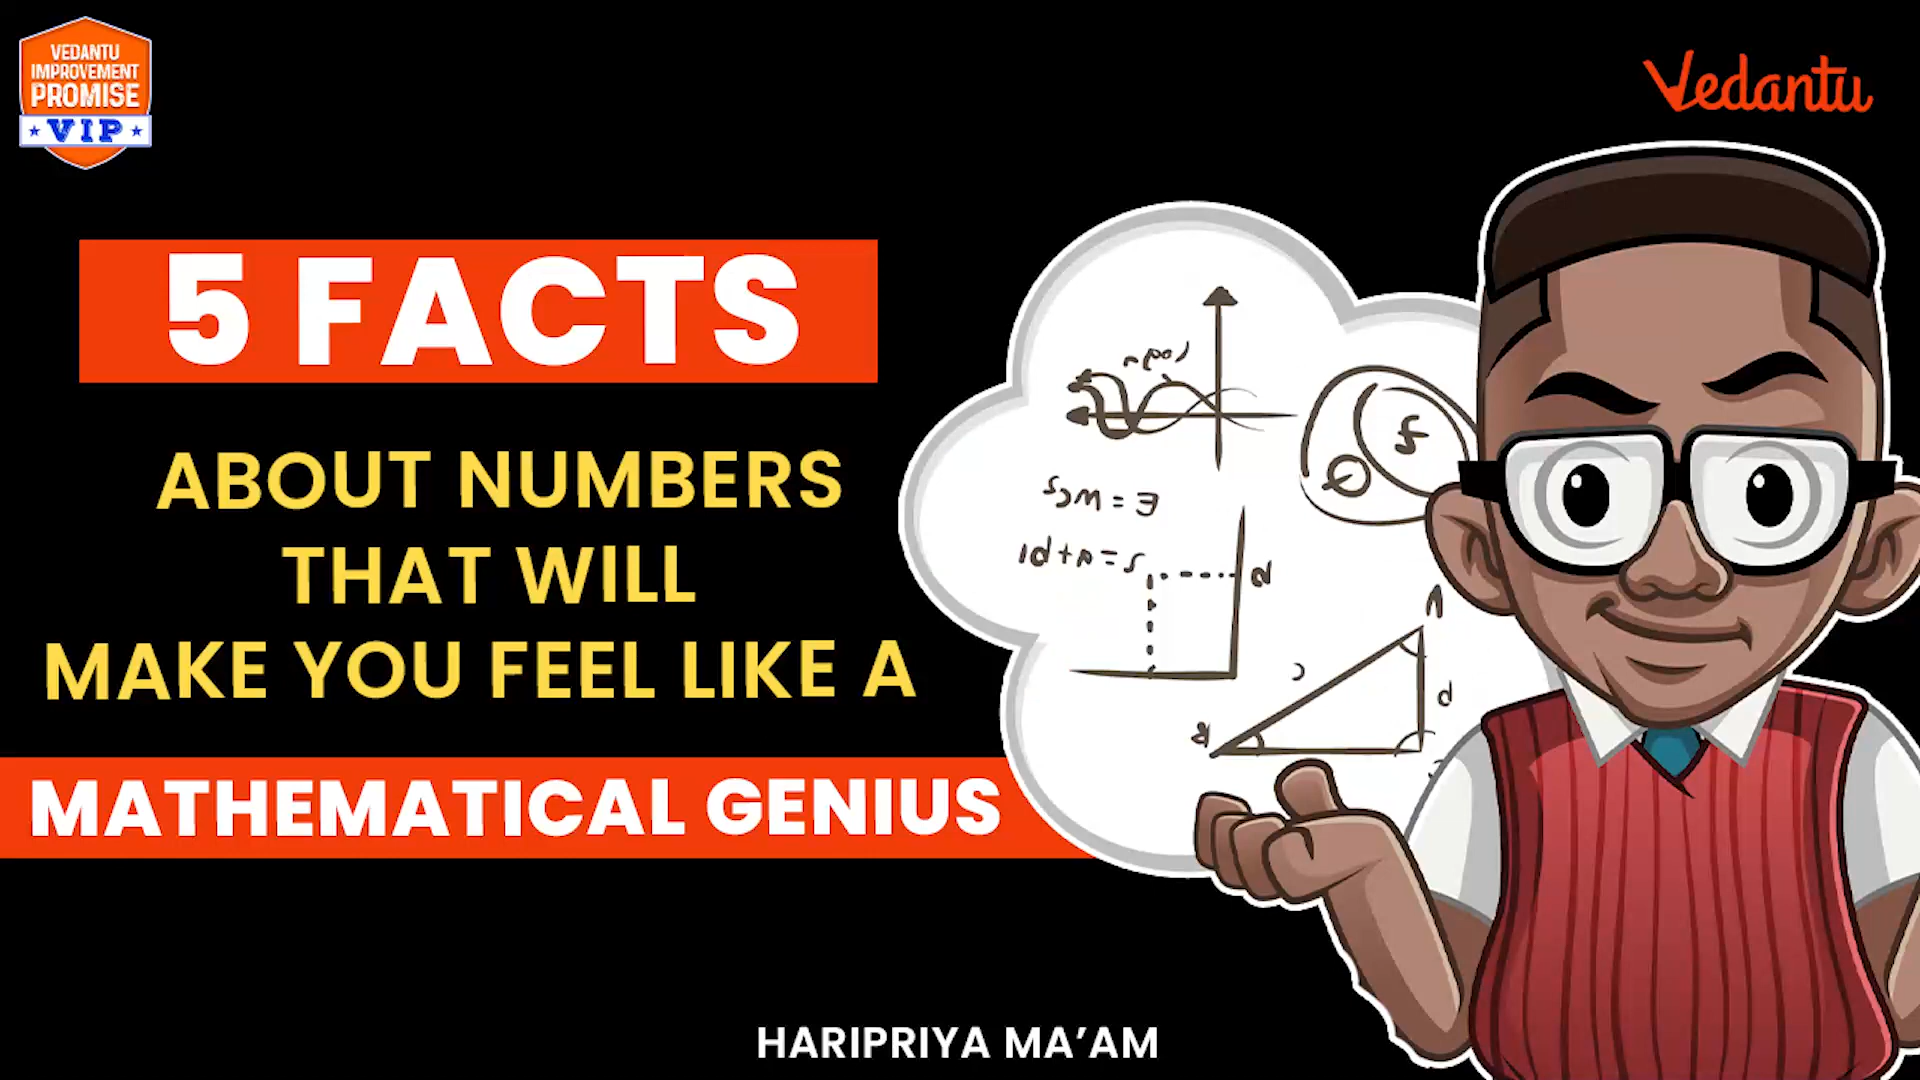 VEDANTU
IMPROVEMENT
PROMISE
VIP
Vedantu
5 FACTS
ABOUT NUMBERS
THAT WILL
MAKE YOU FEEL LIKE A
MATHEMATICAL GENIUS
HARIPRIYA MA'AM